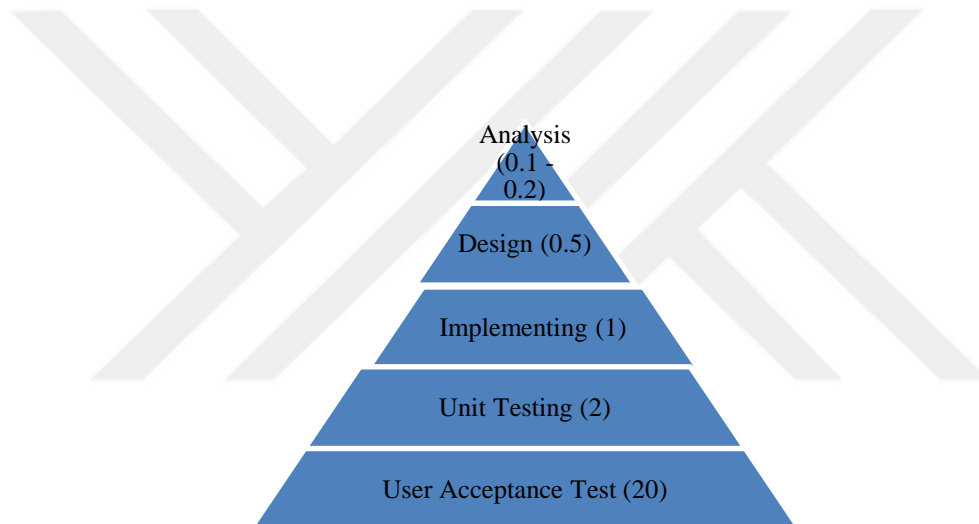 Analysis
(0.1 -
0.2)
Design (0.5)
Implementing (1)
Unit Testing (2)
User Acceptance Test (20)